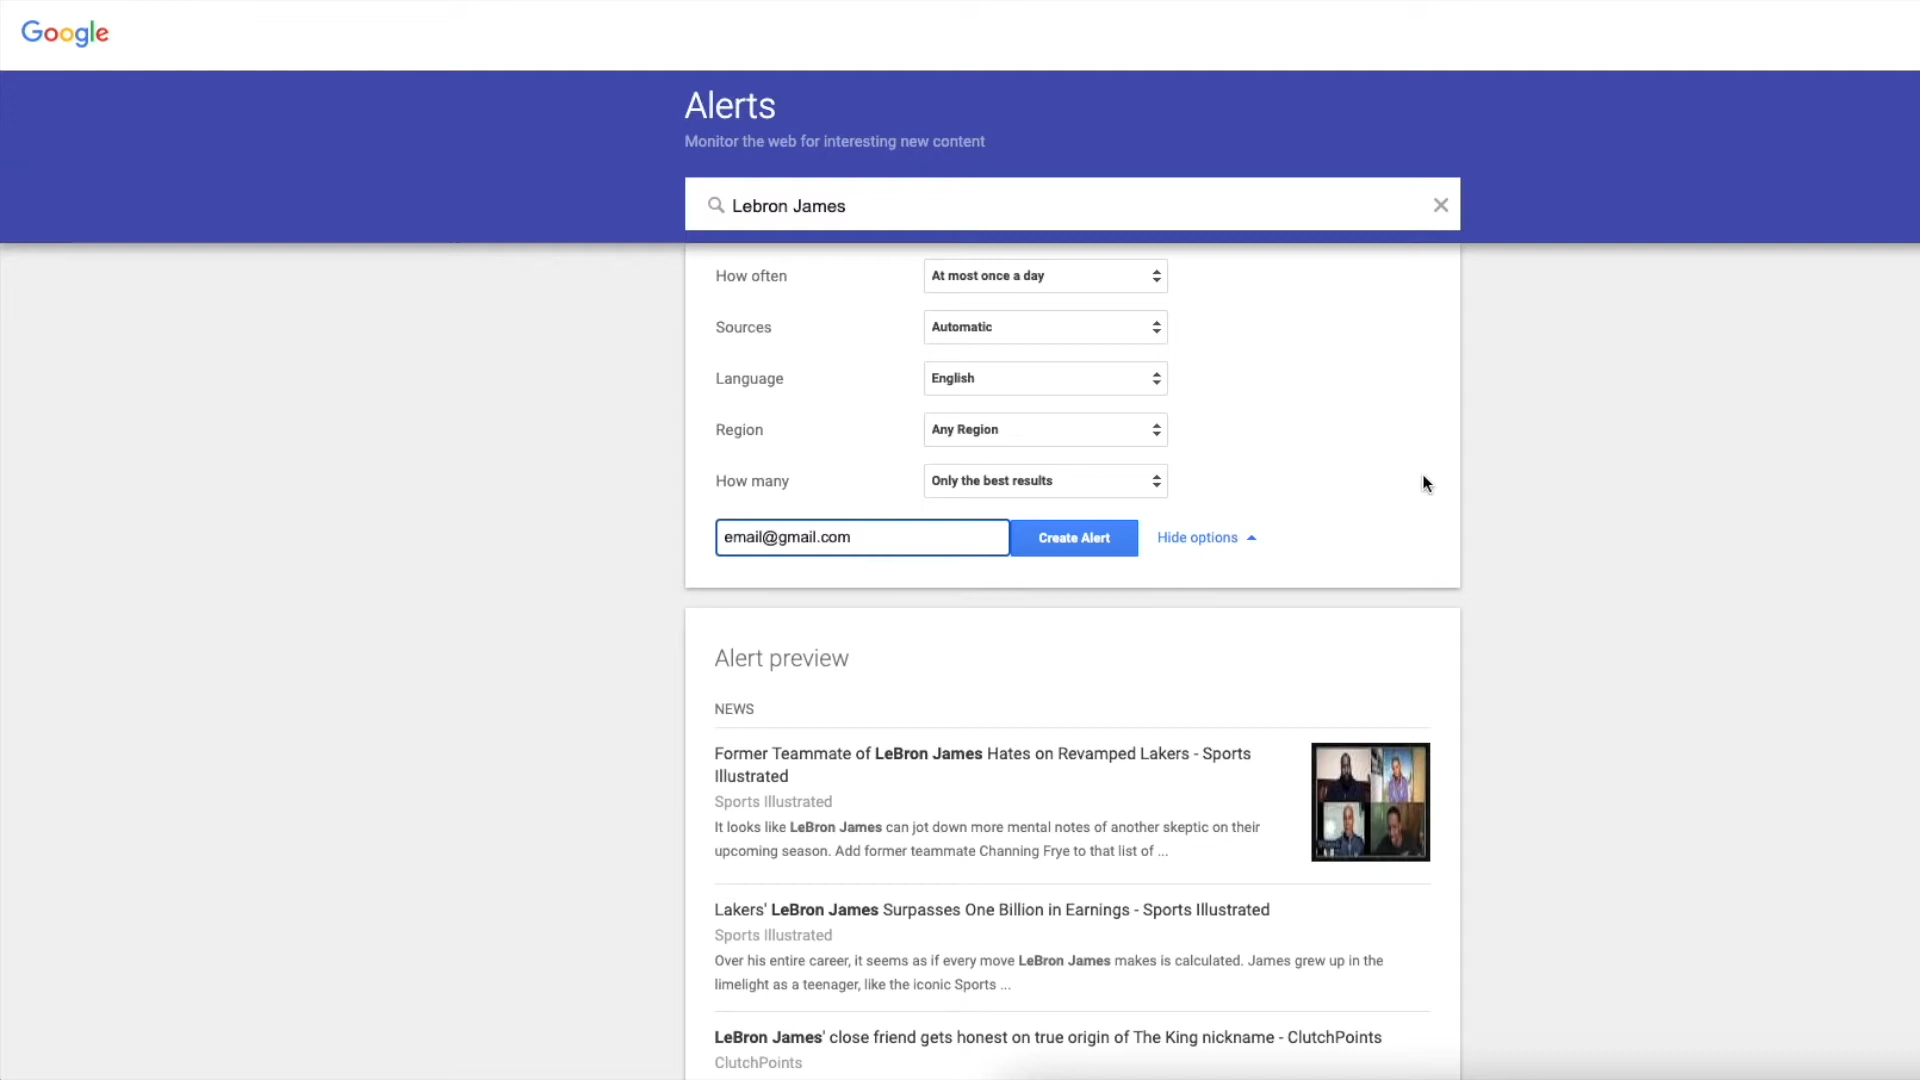 Google
Alerts
Monitor the web for interesting new content
Lebron James
How often At most once a day
Sources Automatic
Language English
Region Any Region
How many Only the best results
email@gmail.com Create Alert Hide options
Alert preview
NEWS
Former Teammate of LeBron James Hates on Revamped Lakers - Sports
Illustrated
Sports Illustrated
It looks like LeBron James can jot down more mental notes of another skeptic on their
upcoming season. Add former teammate Channing Frye to that list of ...
Lakers' LeBron James Surpasses One Billion in Earnings - Sports Illustrated
Sports Illustrated
Over his entire career, it seems as if every move LeBron James makes is calculated. James grew up in the
limelight as a teenager, like the iconic Sports ...
LeBron James' close friend gets honest on true origin of The King nickname - ClutchPoints
ClutchPoints